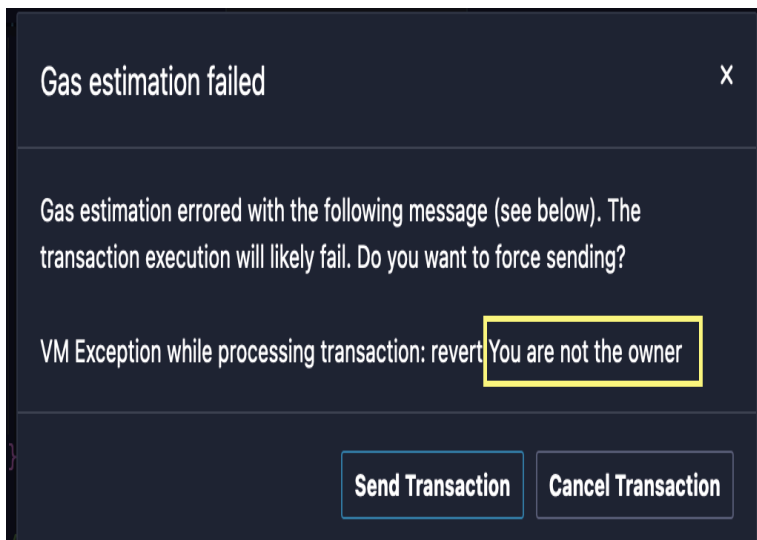 Gas estimation failed
X
Gas estimation errored with the following message (see below). The
transaction execution will likely fail. Do you want to force sending?
VM Exception while processing transaction: revert You are not the owner
}
Send Transaction
Cancel Transaction